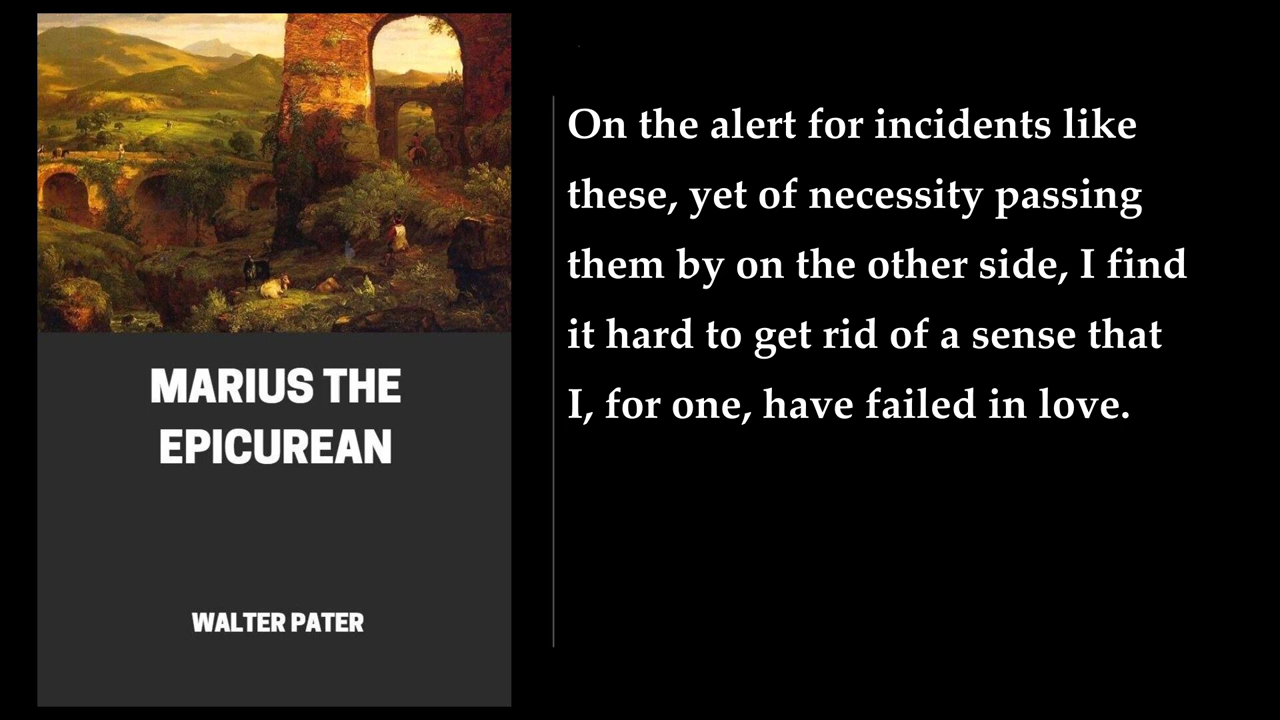 MARIUS THE
EPICUREAN
WALTER PATER
On the alert for incidents like
these, yet of necessity passing
them by on the other side, I find
it hard to get rid of a sense that
I, for one, have failed in love.